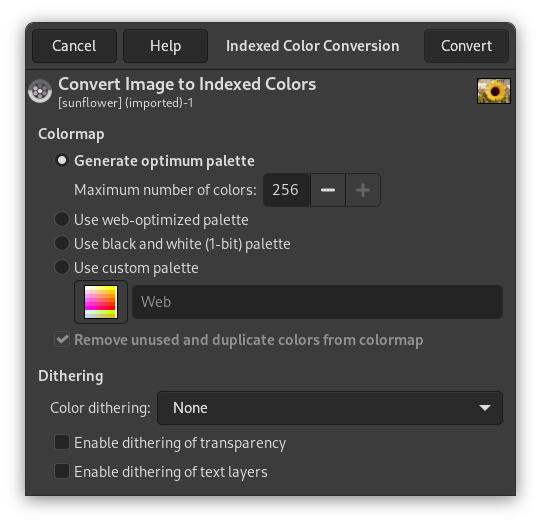 Cancel Help Indexed Color Conversion Convert
Convert Image to Indexed Colors
[sunflower] (imported)-1
Colormap
Generate optimum palette
Maximum number of colors: 256
Use web-optimized palette
Use black and white (1-bit) palette
Use custom palette
Web
Remove unused and duplicate colors from colormap
Dithering
Color dithering: None
Enable dithering of transparency
Enable dithering of text layers